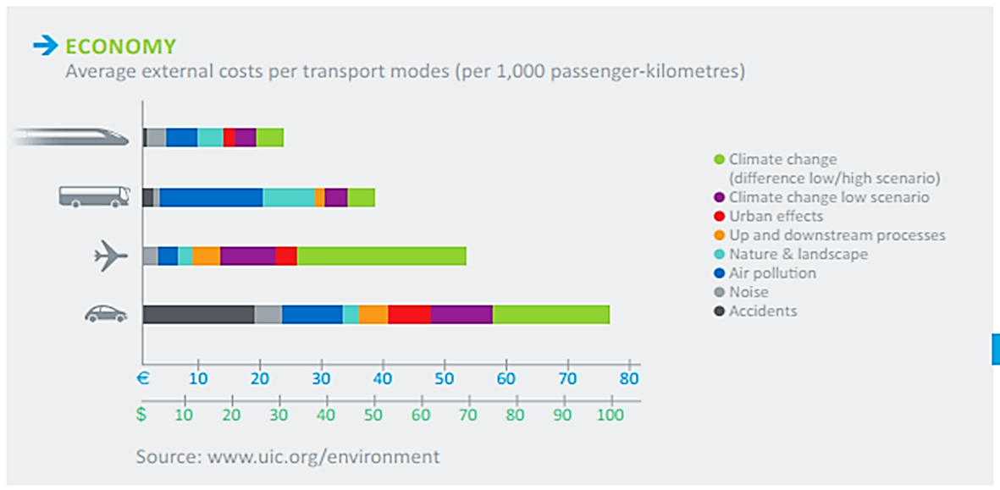 ECONOMY
Average external costs per transport modes (per 1,000 passenger-kilometres)
Climate change
(difference low/high scenario)
Climate change low scenario
Urban effects
Up and downstream processes
Nature & landscape
Air pollution
Noise
Accidents
€ 10 20 30 40 50 60 70 80
$ 10 20 30 40 50 60 70 80 90 100
Source: www.uic.org/environment